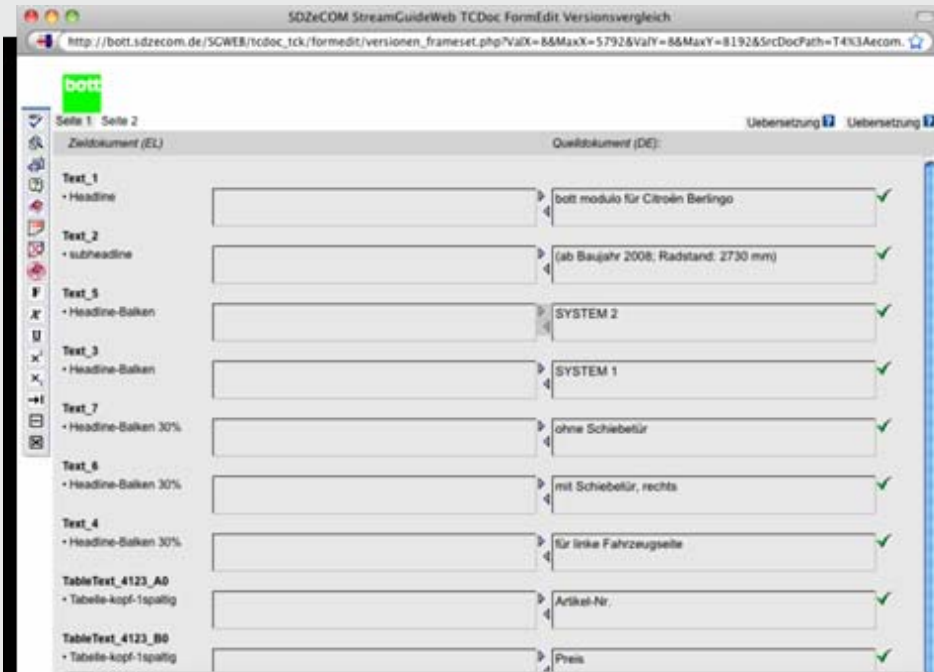 SDZeCOM StreamGuideWeb TCDoc FormEdit Versionsvergleich
http://bott.sdzecom.de/SGWEB/tcdoc_tck/formedit/versionen_frameset.php?ValX=8&MaxX=5792&ValY=8&MaxY=8192&SrcDocPath=T4%3Aecom.
bott
Seite 1 Seite 2 Uebersetzung ? Uebersetzung ?
Zieldokument (EL) Quelldokument (DE):
Text_1
• Headline bott modulo für Citroën Berlingo
Text_2
• subheadline (ab Baujahr 2008; Radstand: 2730 mm)
Text_5
• Headline-Balken SYSTEM 2
Text_3
• Headline-Balken SYSTEM 1
Text_7
• Headline-Balken 30% ohne Schiebetür
Text_6
• Headline-Balken 30% mit Schiebetür, rechts
Text_4
• Headline-Balken 30% für linke Fahrzeugseite
TableText_4123_A0
• Tabelle-kopf-1spaltig Artikel-Nr.
TableText_4123_B0
• Tabelle-kopf-1spaltig Preis
F
U